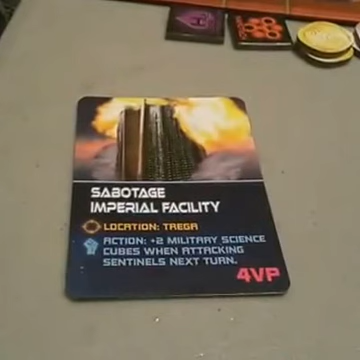 SABOTAGE
IMPERIAL FACILITY
LOCATION: TREGA
ACTION: +2 MILITARY SCIENCE
CUBES WHEN ATTACKING
SENTINELS NEXT TURN.
4VP